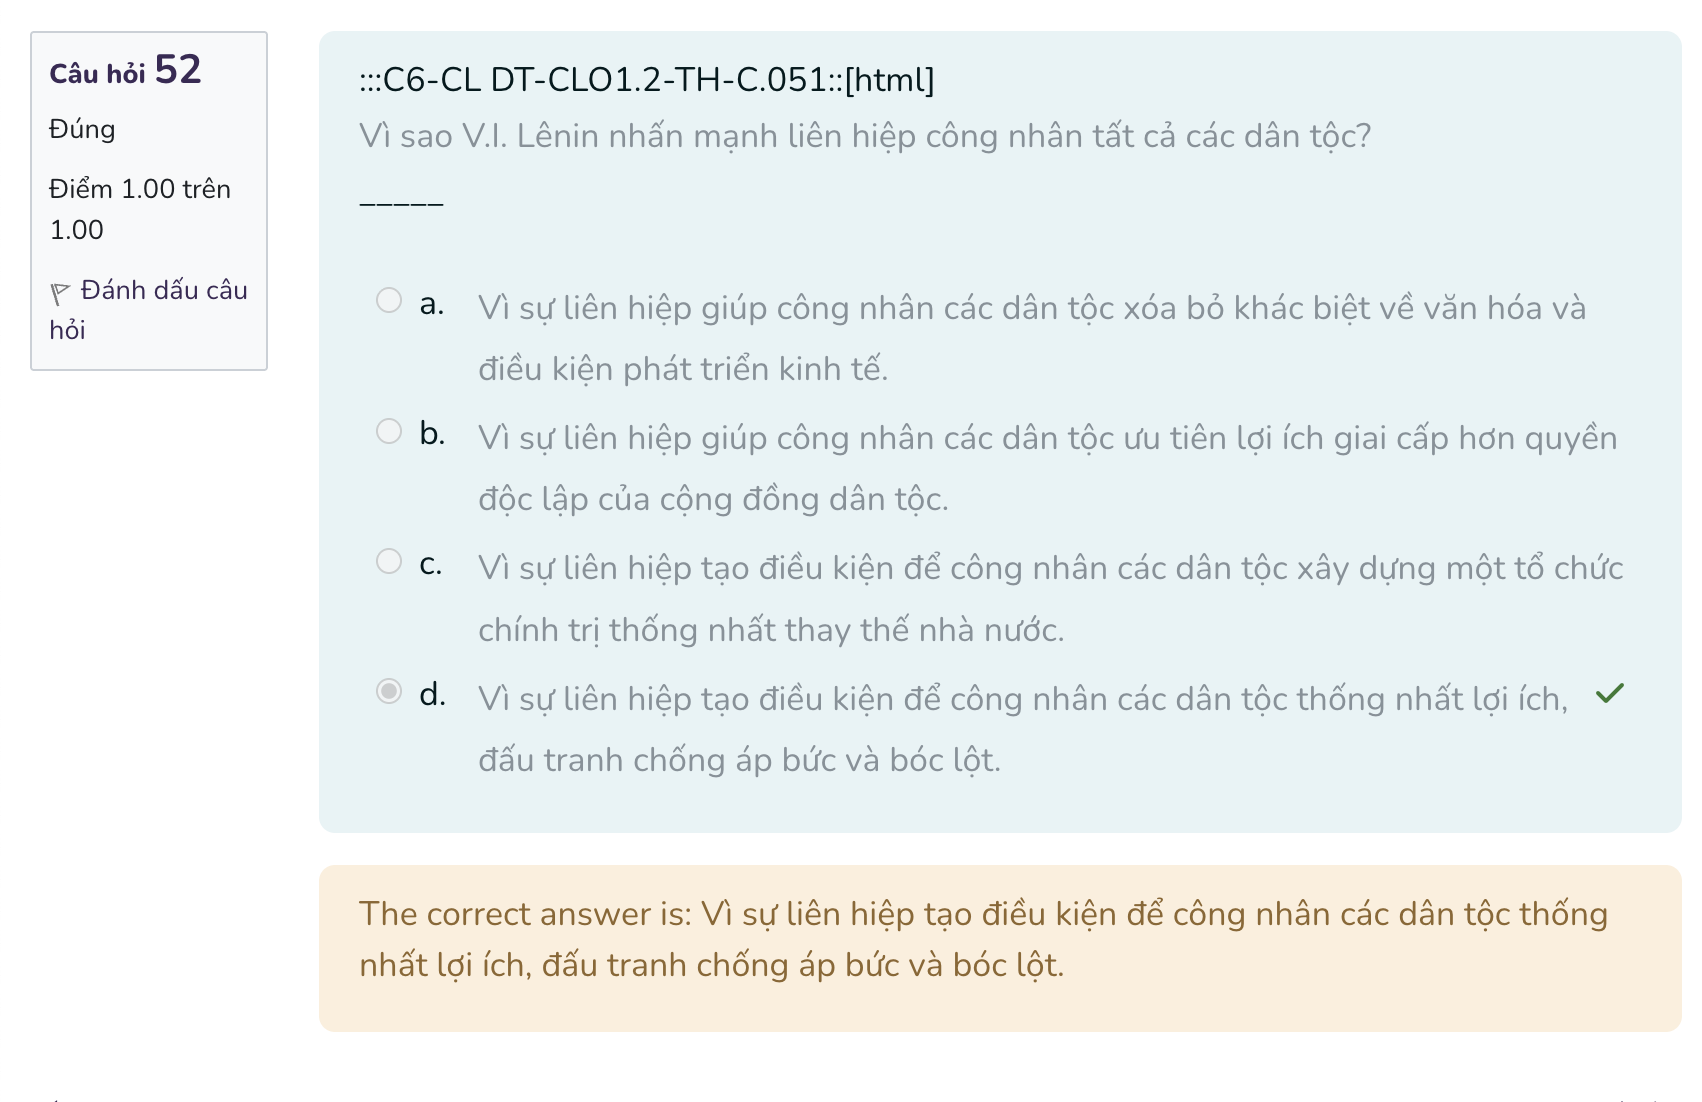 Câu hỏi 52
Đúng
Điểm 1.00 trên
1.00
Đánh dấu câu
hỏi
:::C6-CL DT-CLO1.2-TH-C.051::[html]
Vì sao V.I. Lênin nhấn mạnh liên hiệp công nhân tất cả các dân tộc?
_____
a. Vì sự liên hiệp giúp công nhân các dân tộc xóa bỏ khác biệt về văn hóa và
điều kiện phát triển kinh tế.
b. Vì sự liên hiệp giúp công nhân các dân tộc ưu tiên lợi ích giai cấp hơn quyền
độc lập của cộng đồng dân tộc.
c. Vì sự liên hiệp tạo điều kiện để công nhân các dân tộc xây dựng một tổ chức
chính trị thống nhất thay thế nhà nước.
d. Vì sự liên hiệp tạo điều kiện để công nhân các dân tộc thống nhất lợi ích,
đấu tranh chống áp bức và bóc lột.
The correct answer is: Vì sự liên hiệp tạo điều kiện để công nhân các dân tộc thống
nhất lợi ích, đấu tranh chống áp bức và bóc lột.